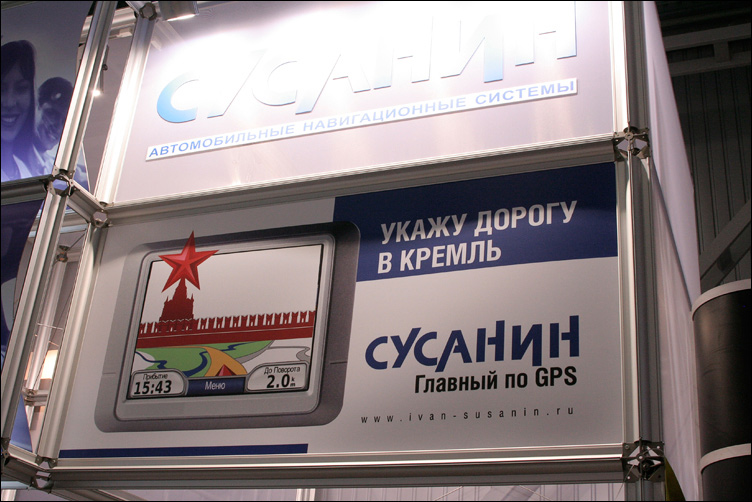 СУСАНИН
АВТОМОБИЛЬНЫЕ НАВИГАЦИОННЫЕ СИСТЕМЫ
УКАЖУ ДОРОГУ
В КРЕМЛЬ
Прибытие
15:43
Меню
До Поворота
2.0
СУСАНИН
Главный по GPS
www.ivan-susanin.ru